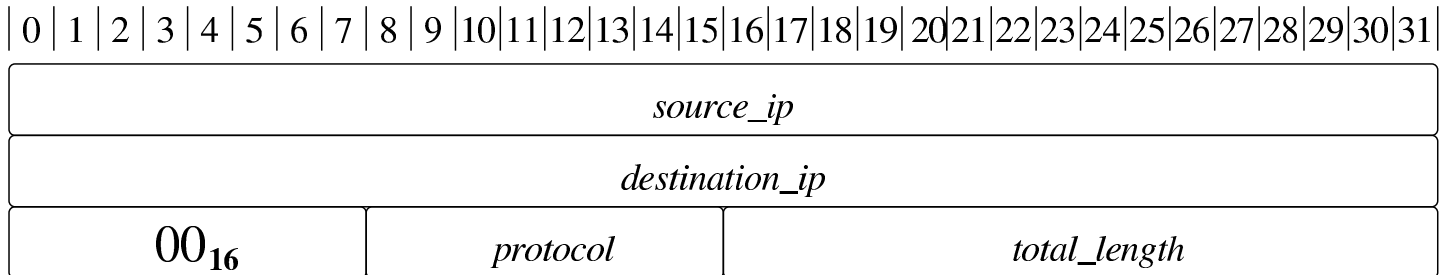 0 1 2 3 4 5 6 7 8 9 10 11 12 13 14 15 16 17 18 19 20 21 22 23 24 25 26 27 28 29 30 31
source_ip
destination_ip
00₁₆ protocol total_length